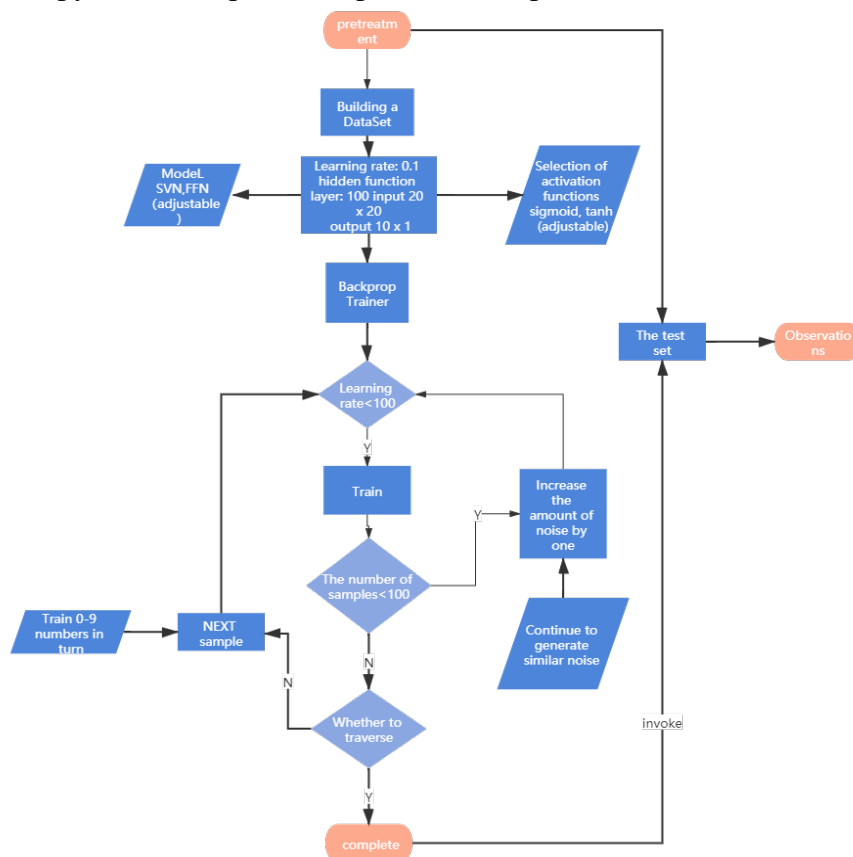 pretreatm
ent
Building a
DataSet
ModeL
SVN,FFN
(adjustable
)
Learning rate: 0.1
hidden function
layer: 100 input 20
x 20
output 10 x 1
Selection of
activation
functions
sigmoid, tanh
(adjustable)
Backprop
Trainer
The test
set
Observatio
ns
Learning
rate<100
Y
Train
Increase
the
amount of
noise by
one
Y
The number of
samples<100
Train 0-9
numbers in
turn
NEXT
sample
Continue to
generate
similar noise
N
N
Whether to
traverse
invoke
Y
complete